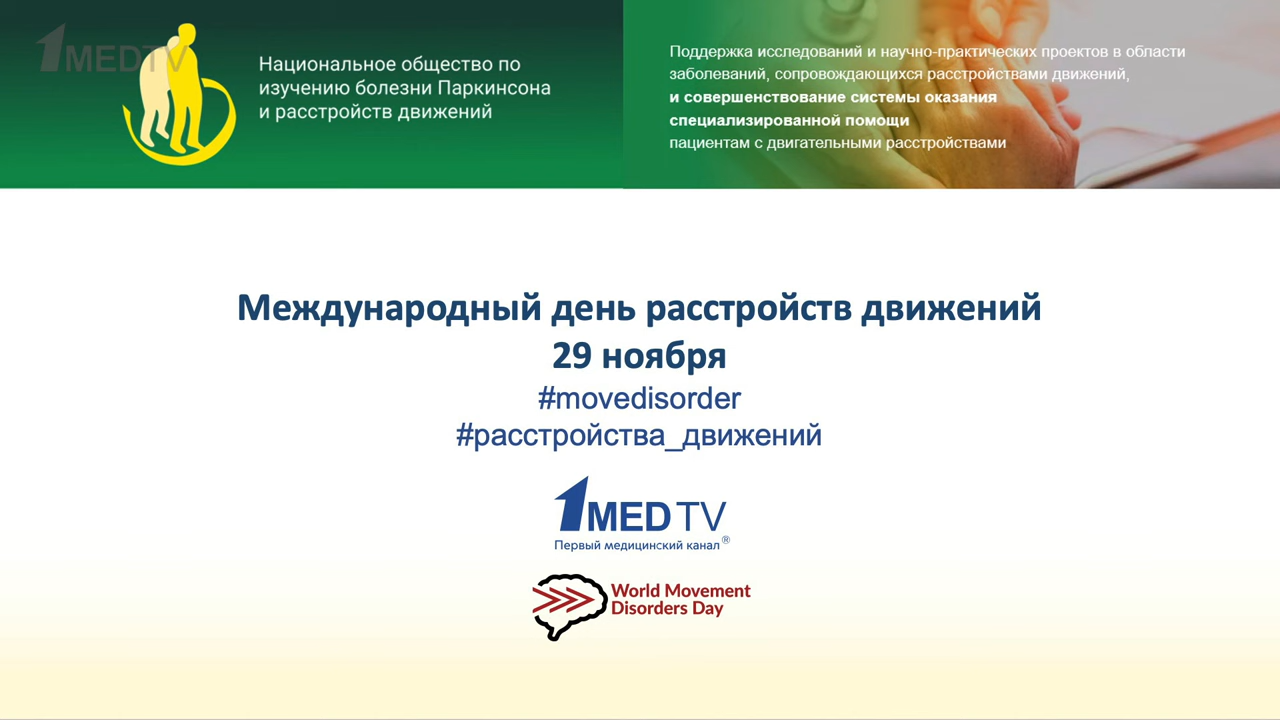 1MEDTV
Национальное общество по
изучению болезни Паркинсона
и расстройств движений
Поддержка исследований и научно-практических проектов в области
заболеваний, сопровождающихся расстройствами движений,
и совершенствование системы оказания
специализированной помощи
пациентам с двигательными расстройствами
Международный день расстройств движений
29 ноября
#movedisorder
#расстройства_движений
1MED TV
Первый медицинский канал®
World Movement
Disorders Day